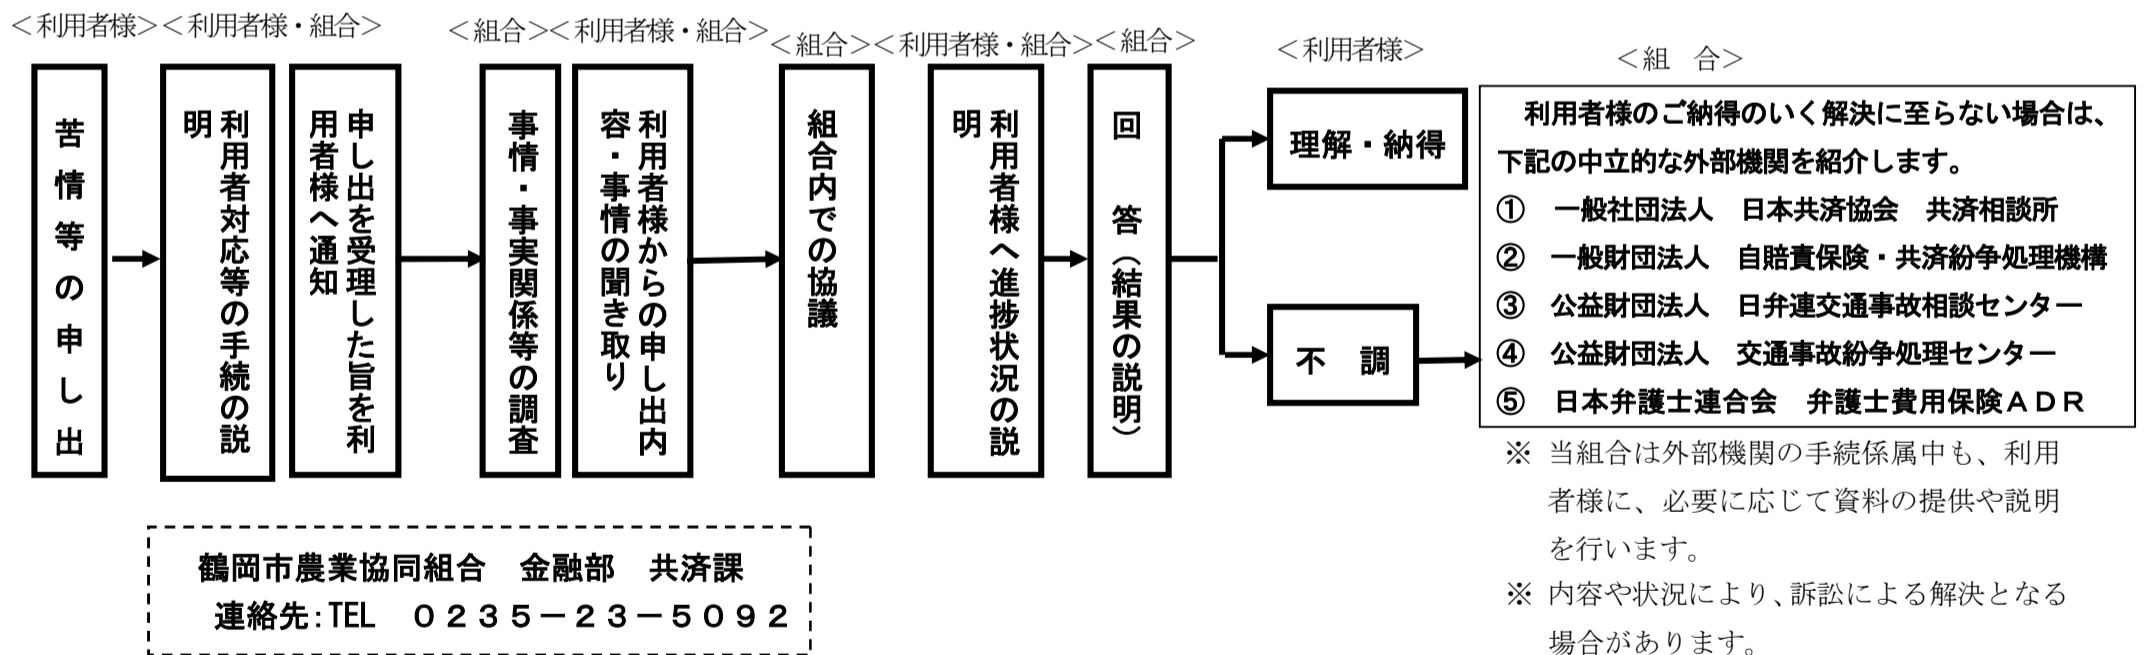 ＜利用者様＞
＜利用者様・組合＞
＜組合＞
＜利用者様・組合＞
＜組合＞
＜利用者様・組合＞
＜組合＞
＜利用者様＞
＜組　合＞
苦情等の申し出
利用者対応等の手続の説
明
申し出を受理した旨を利
用者様へ通知
事情・事実関係等の調査
利用者様からの申し出内
容・事情の聞き取り
組合内での協議
利用者様へ進捗状況の説
明
回　答（結果の説明）
理解・納得
不　調
利用者様のご納得のいく解決に至らない場合は、
下記の中立的な外部機関を紹介します。
①　一般社団法人　日本共済協会　共済相談所
②　一般財団法人　自賠責保険・共済紛争処理機構
③　公益財団法人　日弁連交通事故相談センター
④　公益財団法人　交通事故紛争処理センター
⑤　日本弁護士連合会　弁護士費用保険ＡＤＲ
※ 当組合は外部機関の手続係属中も、利用
者様に、必要に応じて資料の提供や説明
を行います。
※ 内容や状況により、訴訟による解決となる
場合があります。
鶴岡市農業協同組合　金融部　共済課
連絡先：TEL　０２３５－２３－５０９２